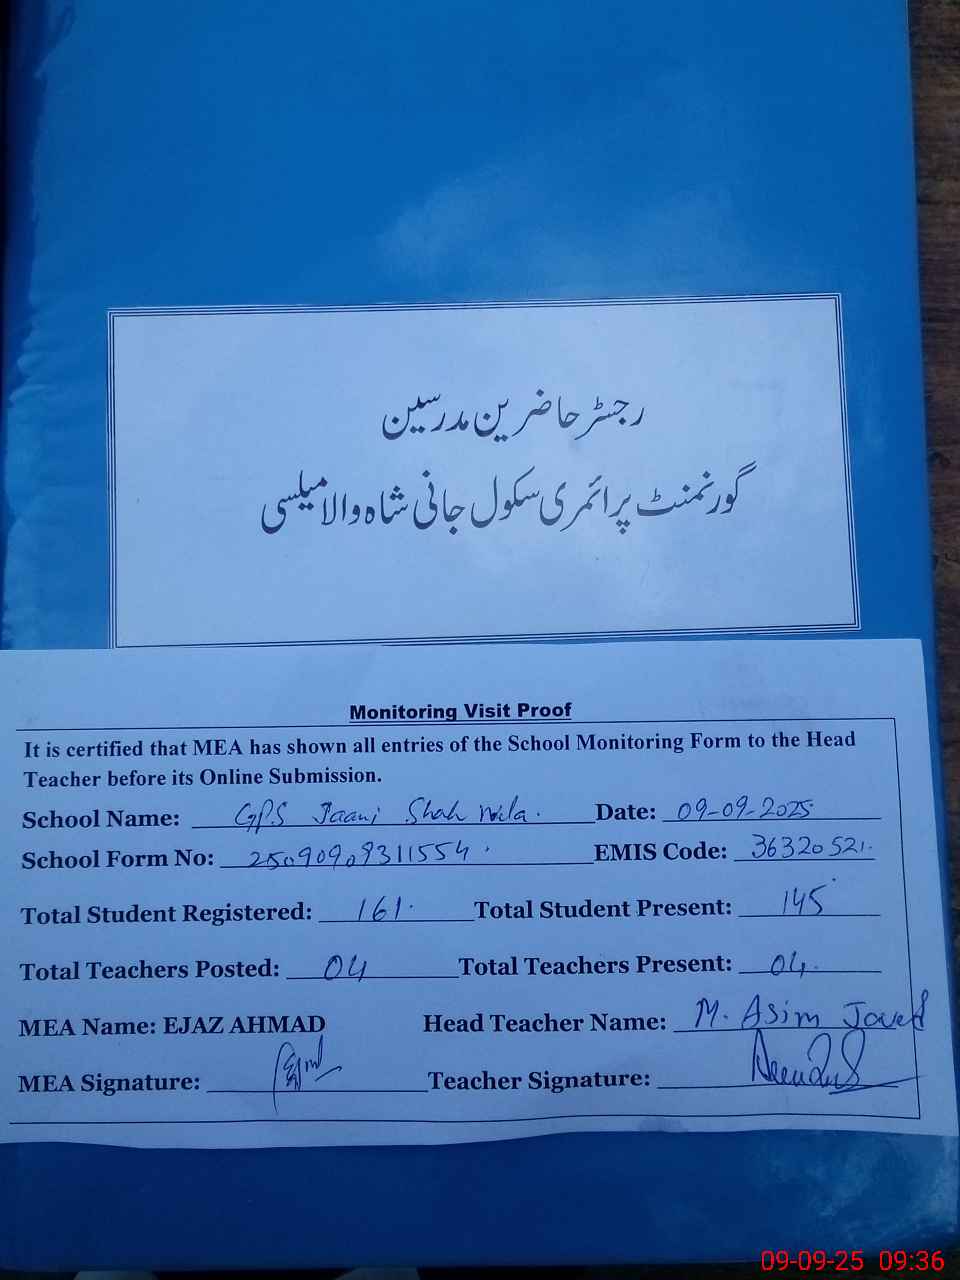 رجسٹر حاضرین مدرسین
گورنمنٹ پرائمری سکول جانی شاہ والا میلسی
Monitoring Visit Proof
It is certified that MEA has shown all entries of the School Monitoring Form to the Head
Teacher before its Online Submission.
School Name: GPS Jaani Shah Wala. Date: 09-09-2025
School Form No: 25090909311554. EMIS Code: 36320521.
Total Student Registered: 161. Total Student Present: 145
Total Teachers Posted: 04 Total Teachers Present: 04.
MEA Name: EJAZ AHMAD Head Teacher Name: M. Asim Javed
MEA Signature: Teacher Signature:
09-09-25 09:36